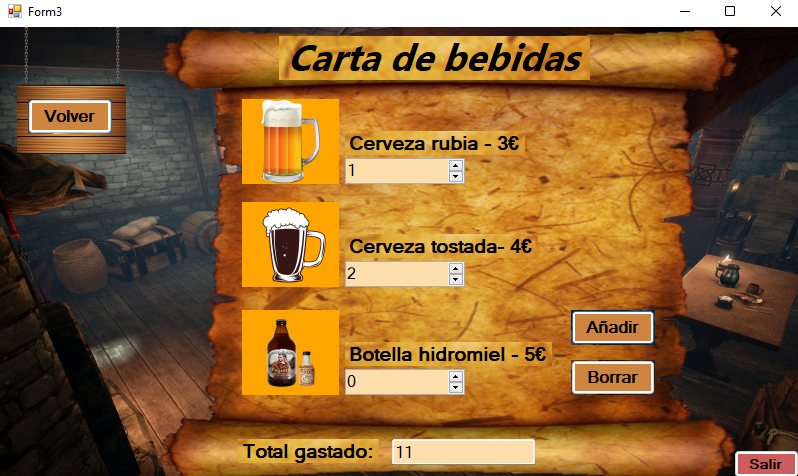 Form3
Carta de bebidas
Volver
Cerveza rubia - 3€
1
Cerveza tostada- 4€
2
Botella hidromiel - 5€
0
Añadir
Borrar
Total gastado: 11
Salir